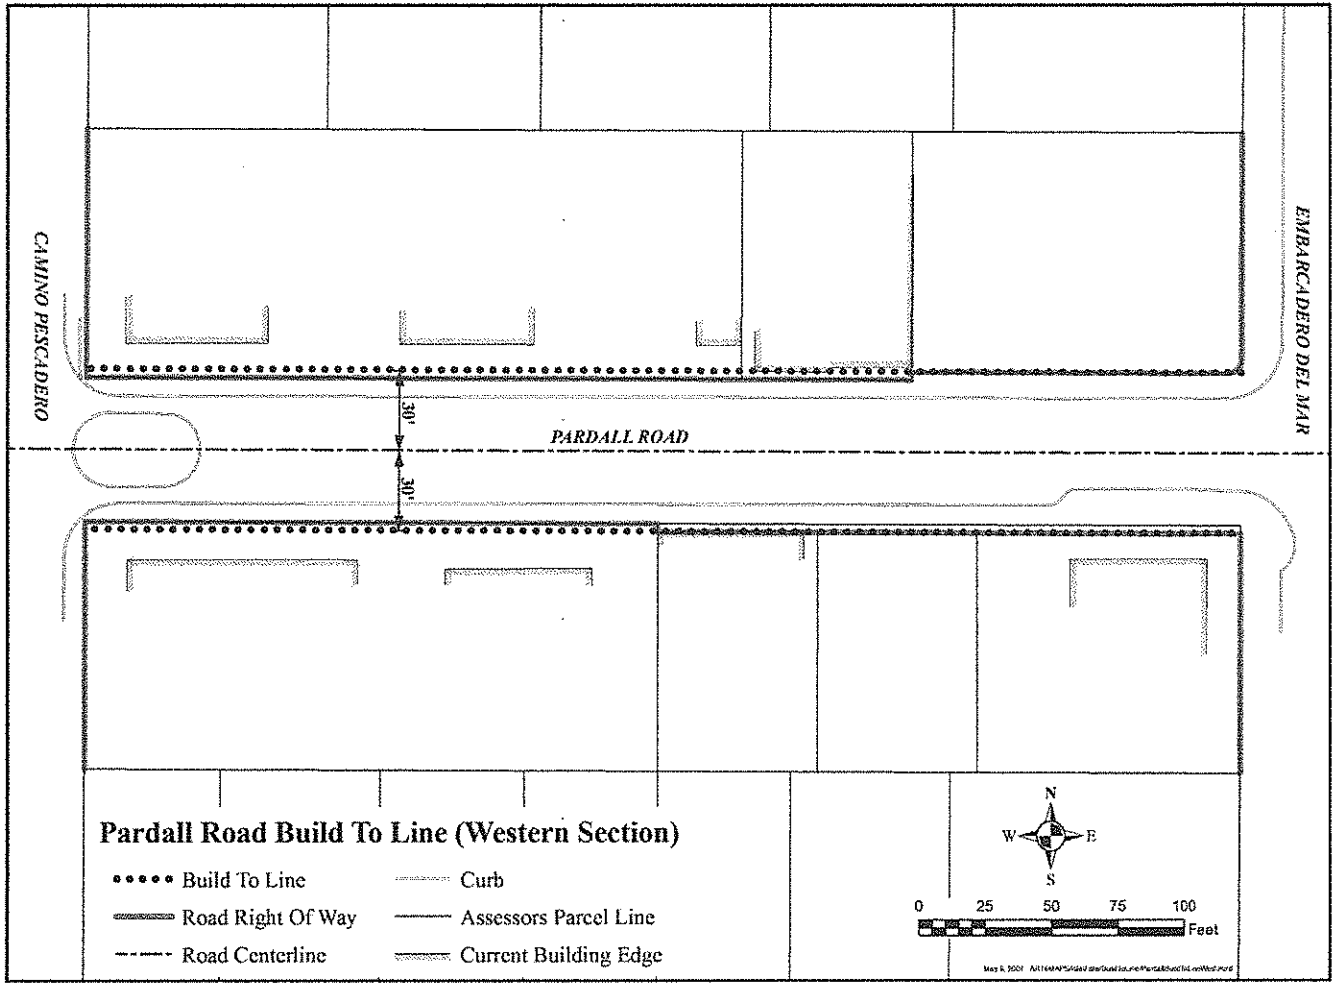 CAMINO PESCADERO
EMBARCADERO DEL MAR
30'
PARDALL ROAD
30'
Pardall Road Build To Line (Western Section)
Build To Line
Curb
Road Right Of Way
Assessors Parcel Line
Road Centerline
Current Building Edge
N
W E
S
0 25 50 75 100
Feet